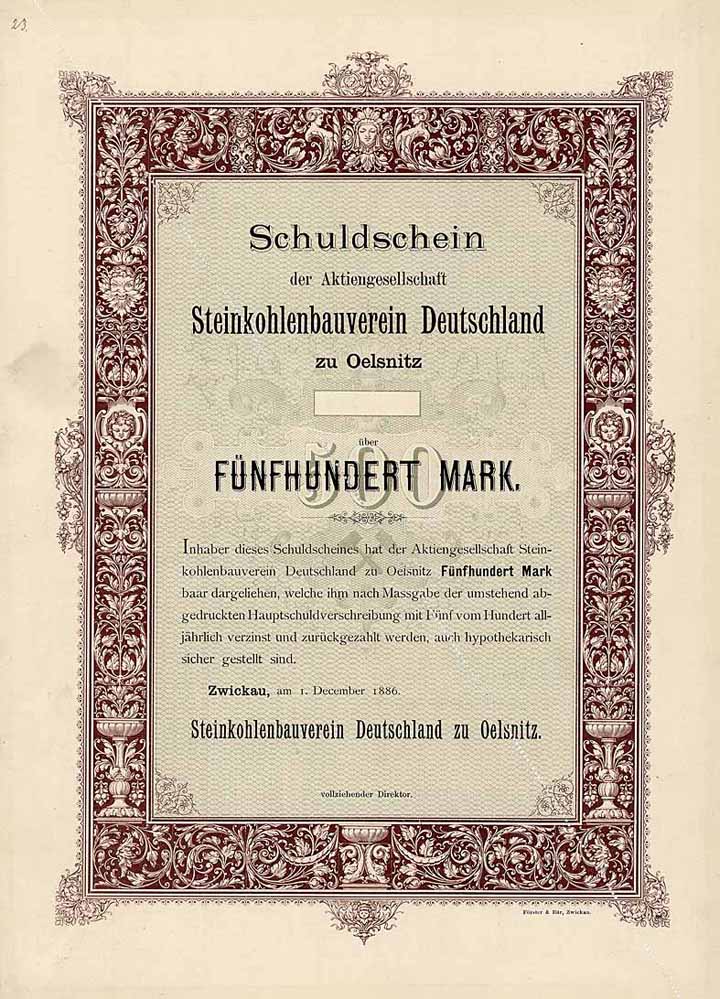 23.
Schuldschein
der Aktiengesellschaft
Steinkohlenbauverein Deutschland
zu Oelsnitz
über
500
FÜNFHUNDERT MARK.
Inhaber dieses Schuldscheines hat der Aktiengesellschaft Stein-
kohlenbauverein Deutschland zu Oelsnitz Fünfhundert Mark
baar dargeliehen, welche ihm nach Massgabe der umstehend ab-
gedruckten Hauptschuldverschreibung mit Fünf vom Hundert all-
jährlich verzinst und zurückgezahlt werden, auch hypothekarisch
sicher gestellt sind.
Zwickau, am 1. December 1886.
Steinkohlenbauverein Deutschland zu Oelsnitz.
vollziehender Direktor.
Förster & Bär, Zwickau.